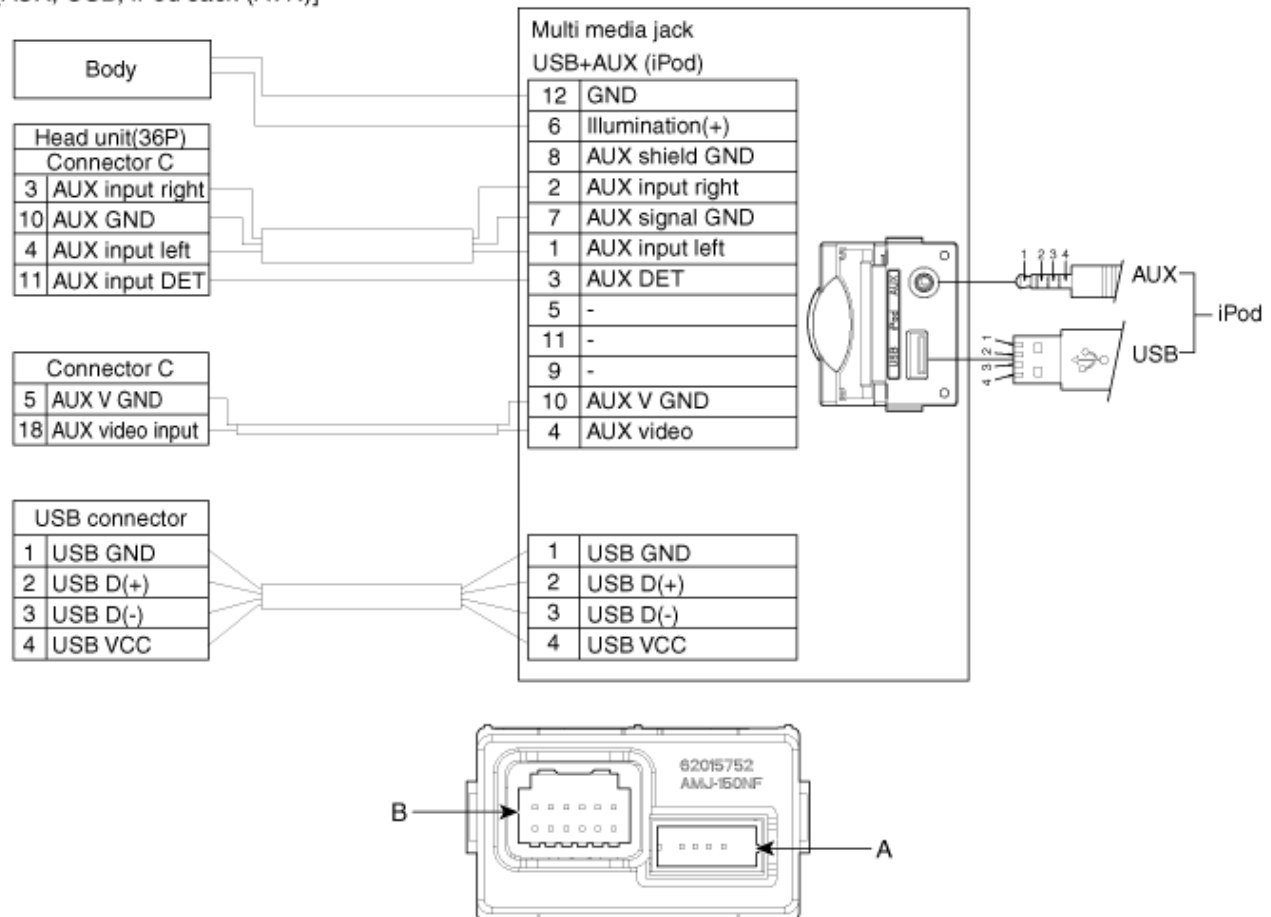 Multi media jack
USB+AUX (iPod)
Body
12 GND
6 Illumination(+)
8 AUX shield GND
2 AUX input right
7 AUX signal GND
1 AUX input left
3 AUX DET
5 -
11 -
9 -
10 AUX V GND
4 AUX video
Head unit(36P)
Connector C
3 AUX input right
10 AUX GND
4 AUX input left
11 AUX input DET
Connector C
5 AUX V GND
18 AUX video input
USB connector
1 USB GND
2 USB D(+)
3 USB D(-)
4 USB VCC
1 USB GND
2 USB D(+)
3 USB D(-)
4 USB VCC
AUX
iPod
USB
1 2 3 4
AUX
1
2
3
4
USB
iPod
62015752
AMJ-150NF
B
A